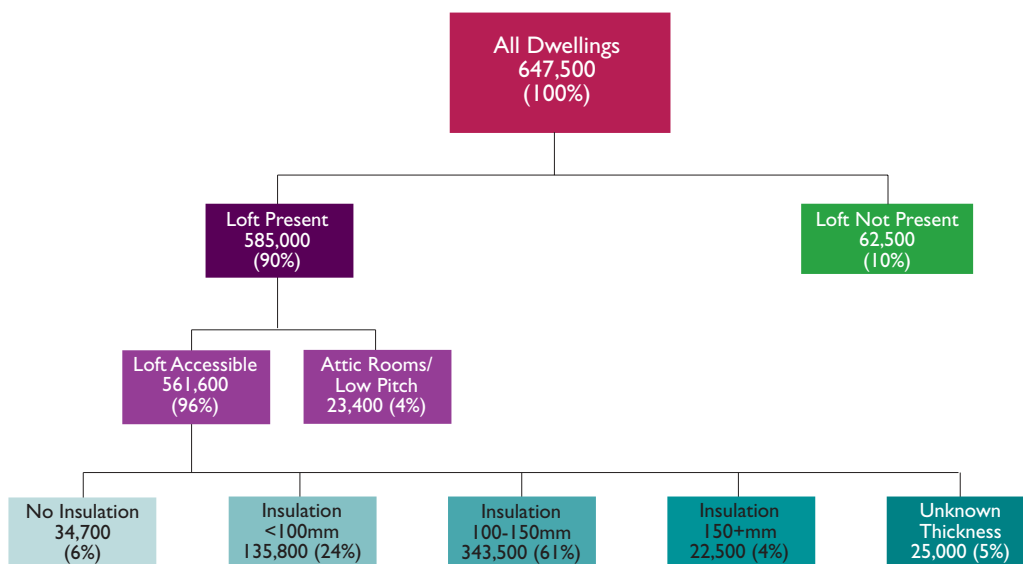 All Dwellings
647,500
(100%)
Loft Present
585,000
(90%)
Loft Not Present
62,500
(10%)
Loft Accessible
561,600
(96%)
Attic Rooms/
Low Pitch
23,400 (4%)
No Insulation
34,700
(6%)
Insulation
<100mm
135,800 (24%)
Insulation
100-150mm
343,500 (61%)
Insulation
150+mm
22,500 (4%)
Unknown
Thickness
25,000 (5%)